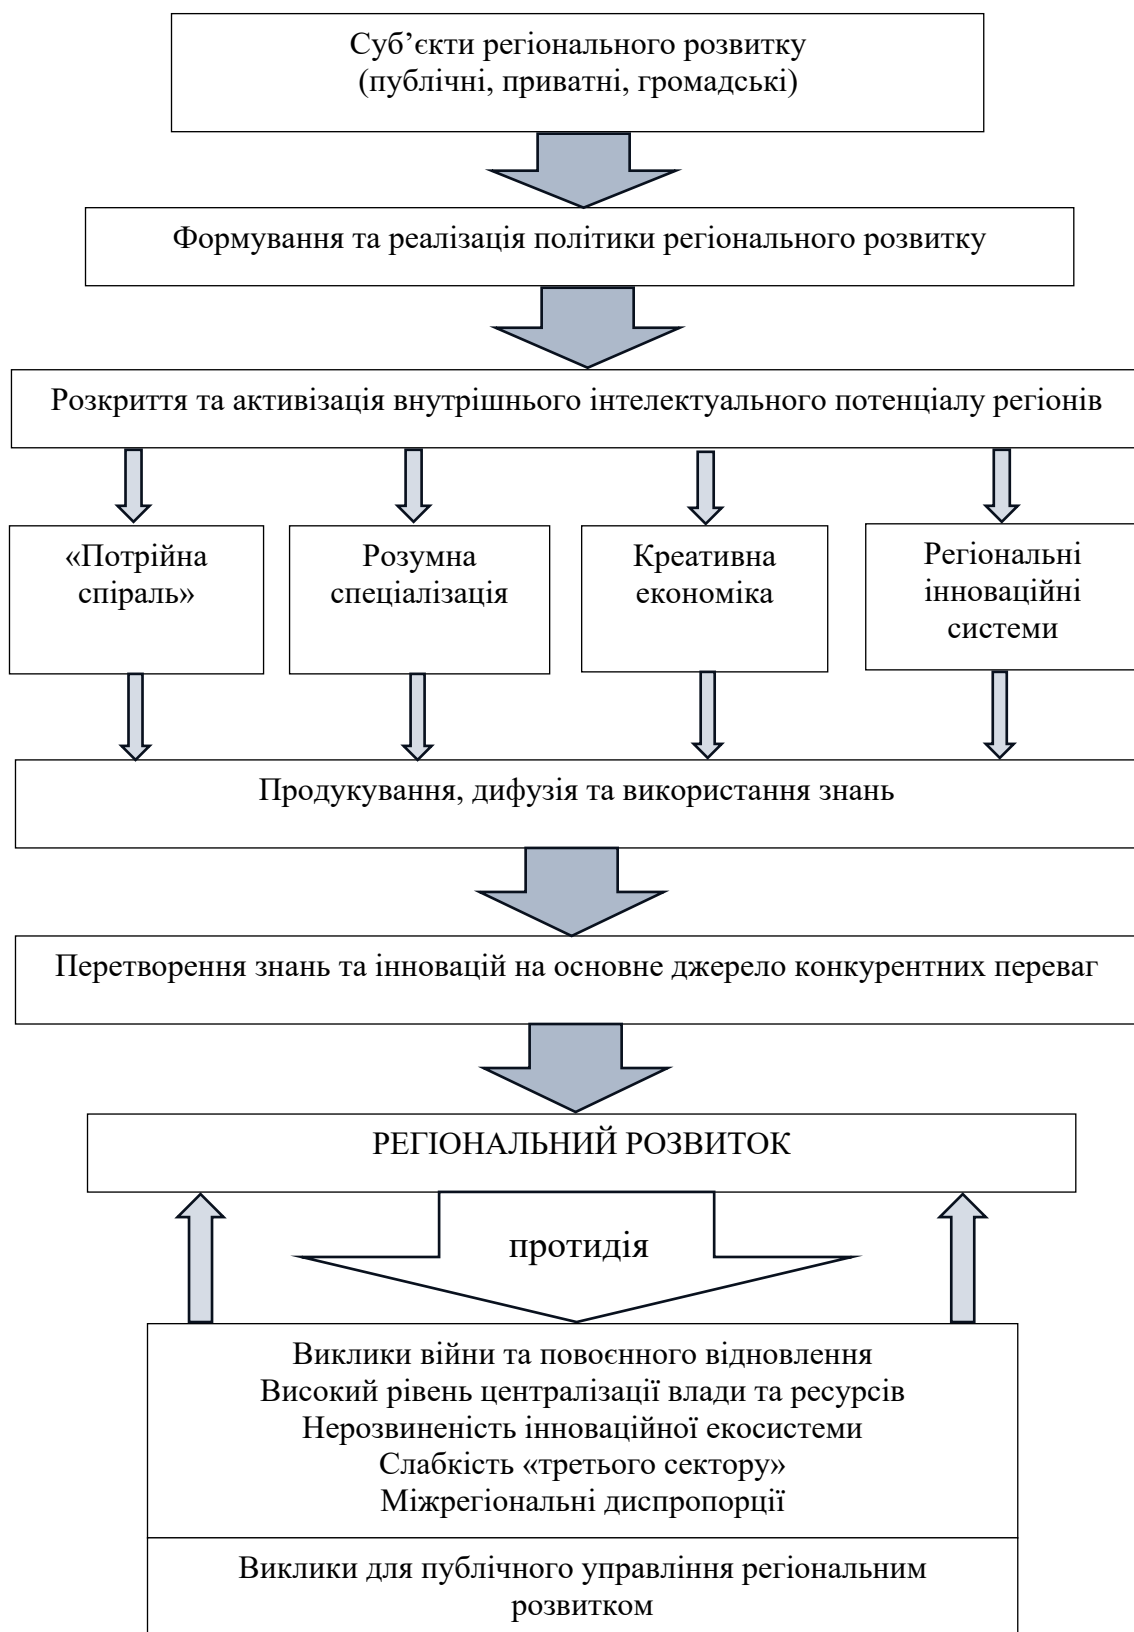 Суб’єкти регіонального розвитку
(публічні, приватні, громадські)
Формування та реалізація політики регіонального розвитку
Розкриття та активізація внутрішнього інтелектуального потенціалу регіонів
«Потрійна
спіраль»
Розумна
спеціалізація
Креативна
економіка
Регіональні
інноваційні
системи
Продукування, дифузія та використання знань
Перетворення знань та інновацій на основне джерело конкурентних переваг
РЕГІОНАЛЬНИЙ РОЗВИТОК
протидія
Виклики війни та повоєнного відновлення
Високий рівень централізації влади та ресурсів
Нерозвиненість інноваційної екосистеми
Слабкість «третього сектору»
Міжрегіональні диспропорції
Виклики для публічного управління регіональним
розвитком